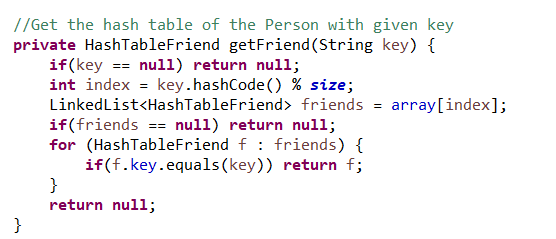 //Get the hash table of the Person with given key
private HashTableFriend getFriend(String key) {
    if(key == null) return null;
    int index = key.hashCode() % size;
    LinkedList<HashTableFriend> friends = array[index];
    if(friends == null) return null;
    for (HashTableFriend f : friends) {
        if(f.key.equals(key)) return f;
    }
    return null;
}